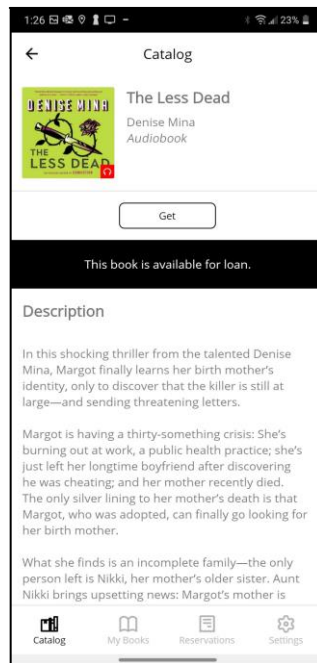 1:26
23%
Catalog
DENISE MINA
THE
LESS DEAD
The Less Dead
Denise Mina
Audiobook
Get
This book is available for loan.
Description
In this shocking thriller from the talented Denise
Mina, Margot finally learns her birth mother's
identity, only to discover that the killer is still at
large—and sending threatening letters.
Margot is having a thirty-something crisis: She's
burning out at work, a public health practice; she's
just left her longtime boyfriend after discovering
he was cheating; and her mother recently died.
The only silver lining to her mother's death is that
Margot, who was adopted, can finally go looking for
her birth mother.
What she finds is an incomplete family—the only
person left is Nikki, her mother's older sister. Aunt
Nikki brings upsetting news: Margot's mother is
Catalog
My Books
Reservations
Settings